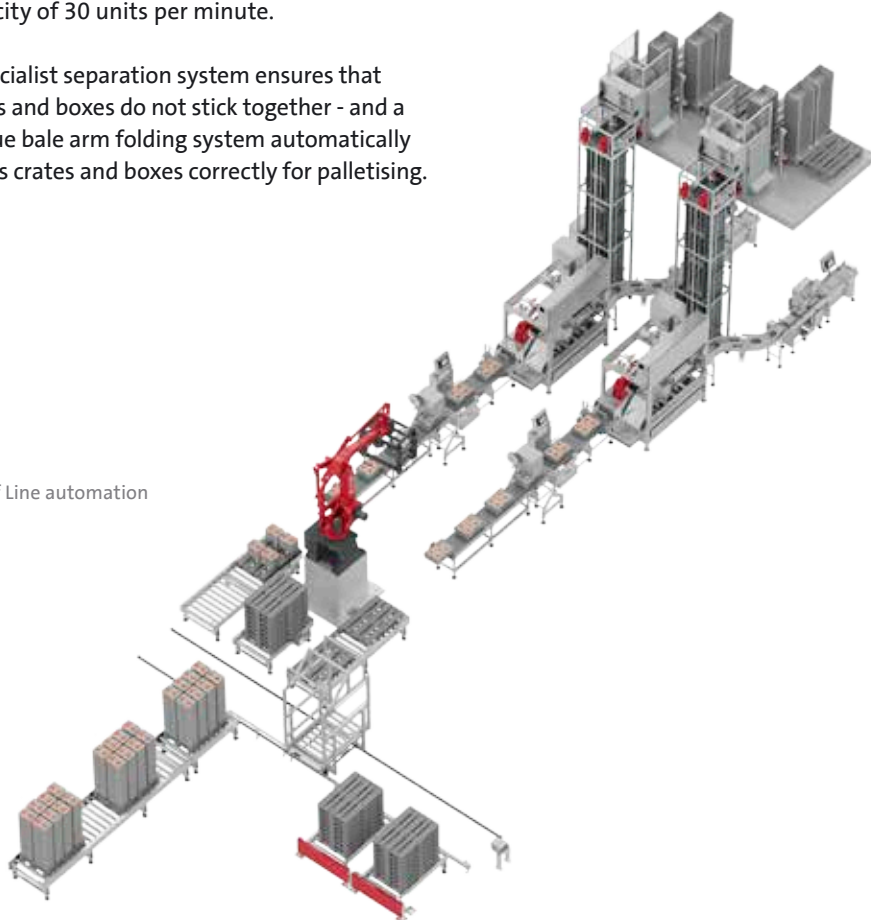 city of 30 units per minute.
cialist separation system ensures that
s and boxes do not stick together - and a
ue bale arm folding system automatically
s crates and boxes correctly for palletising.
Line automation